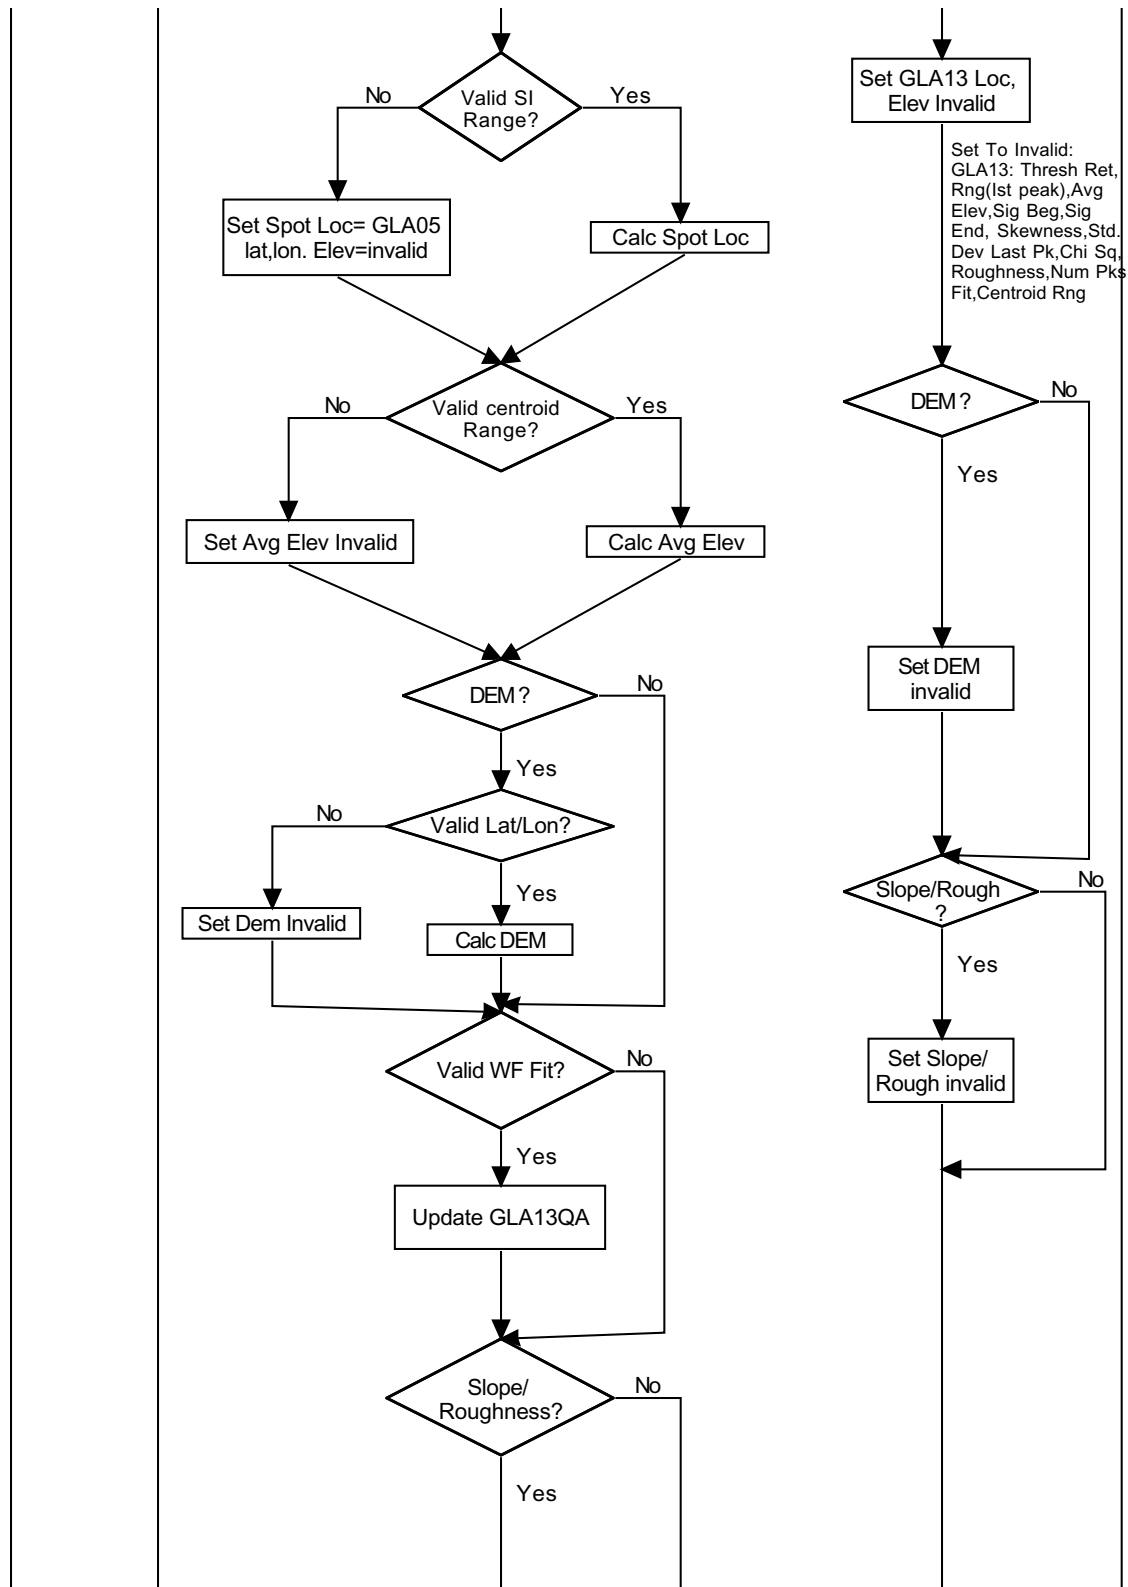 No
Valid SI
Range?
Yes
Set Spot Loc= GLA05
lat,lon. Elev=invalid
Calc Spot Loc
No
Valid centroid
Range?
Yes
Set Avg Elev Invalid
Calc Avg Elev
DEM ?
No
Yes
No
Valid Lat/Lon?
Yes
Set Dem Invalid
Calc DEM
Valid WF Fit?
No
Yes
Update GLA13QA
Slope/
Roughness?
No
Yes
Set GLA13 Loc,
Elev Invalid
Set To Invalid:
GLA13: Thresh Ret,
Rng(lst peak),Avg
Elev,Sig Beg,Sig
End, Skewness,Std.
Dev Last Pk,Chi Sq,
Roughness,Num Pks
Fit,Centroid Rng
DEM ?
No
Yes
Set DEM
invalid
Slope/Rough
?
No
Yes
Set Slope/
Rough invalid